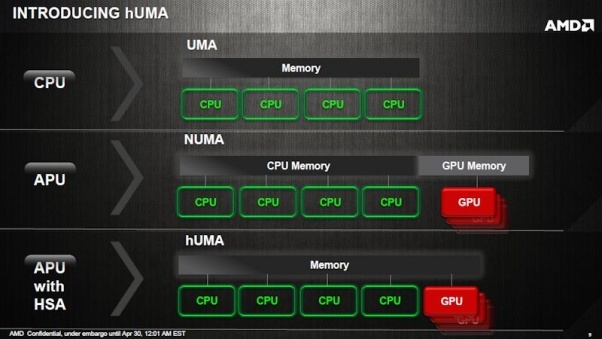 INTRODUCING hUMA
AMD
UMA
CPU
Memory
CPU CPU CPU CPU
NUMA
APU
CPU Memory GPU Memory
CPU CPU CPU CPU GPU
GPU
hUMA
APU
with
HSA
Memory
CPU CPU CPU CPU GPU
GPU
AMD Confidential, under embargo until Apr 30, 12:01 AM EST